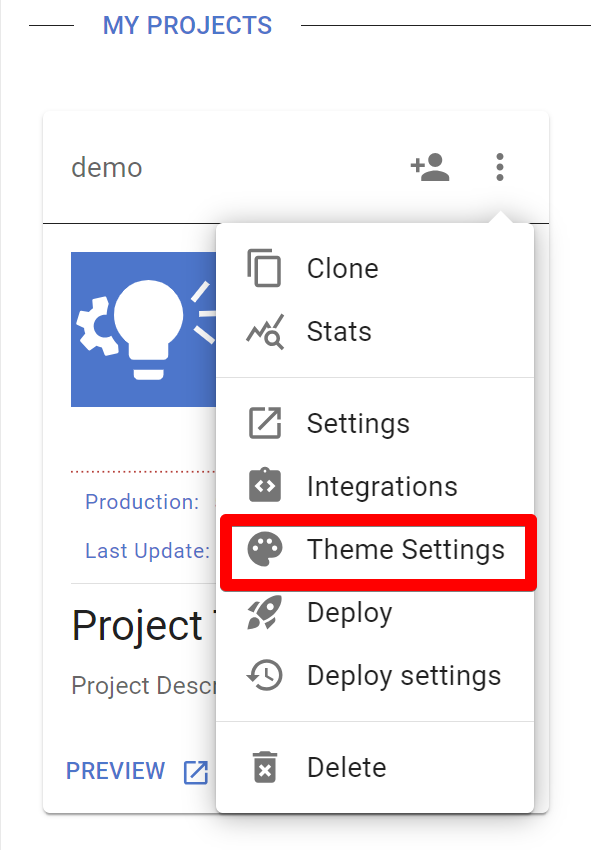 MY PROJECTS
demo
Clone
Stats
Settings
Integrations
Production:
Theme Settings
Last Update:
Deploy
Project
Project
Deploy settings
PREVIEW
Delete